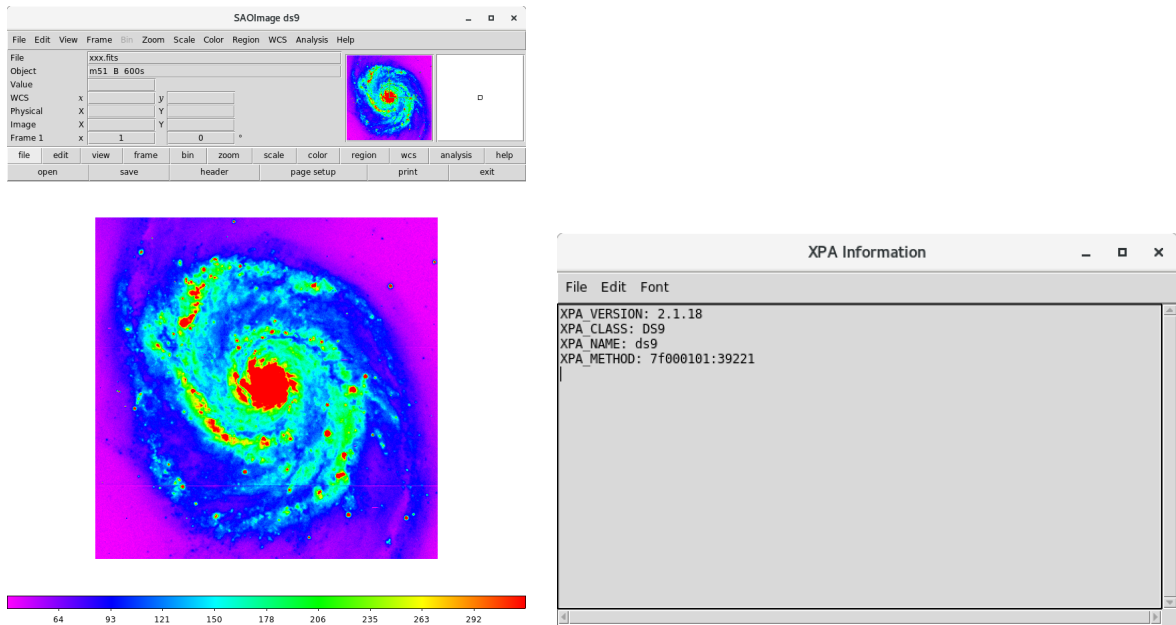 SAOImage ds9
File Edit View Frame Bin Zoom Scale Color Region WCS Analysis Help
File xxx.fits
Object m51 B 600s
Value
WCS x y
Physical X Y
Image X Y
Frame 1 x 1 0 °
file edit view frame bin zoom scale color region wcs analysis help
open save header page setup print exit
64 93 121 150 178 206 235 263 292
XPA Information
File Edit Font
XPA_VERSION: 2.1.18
XPA_CLASS: DS9
XPA_NAME: ds9
XPA_METHOD: 7f000101:39221